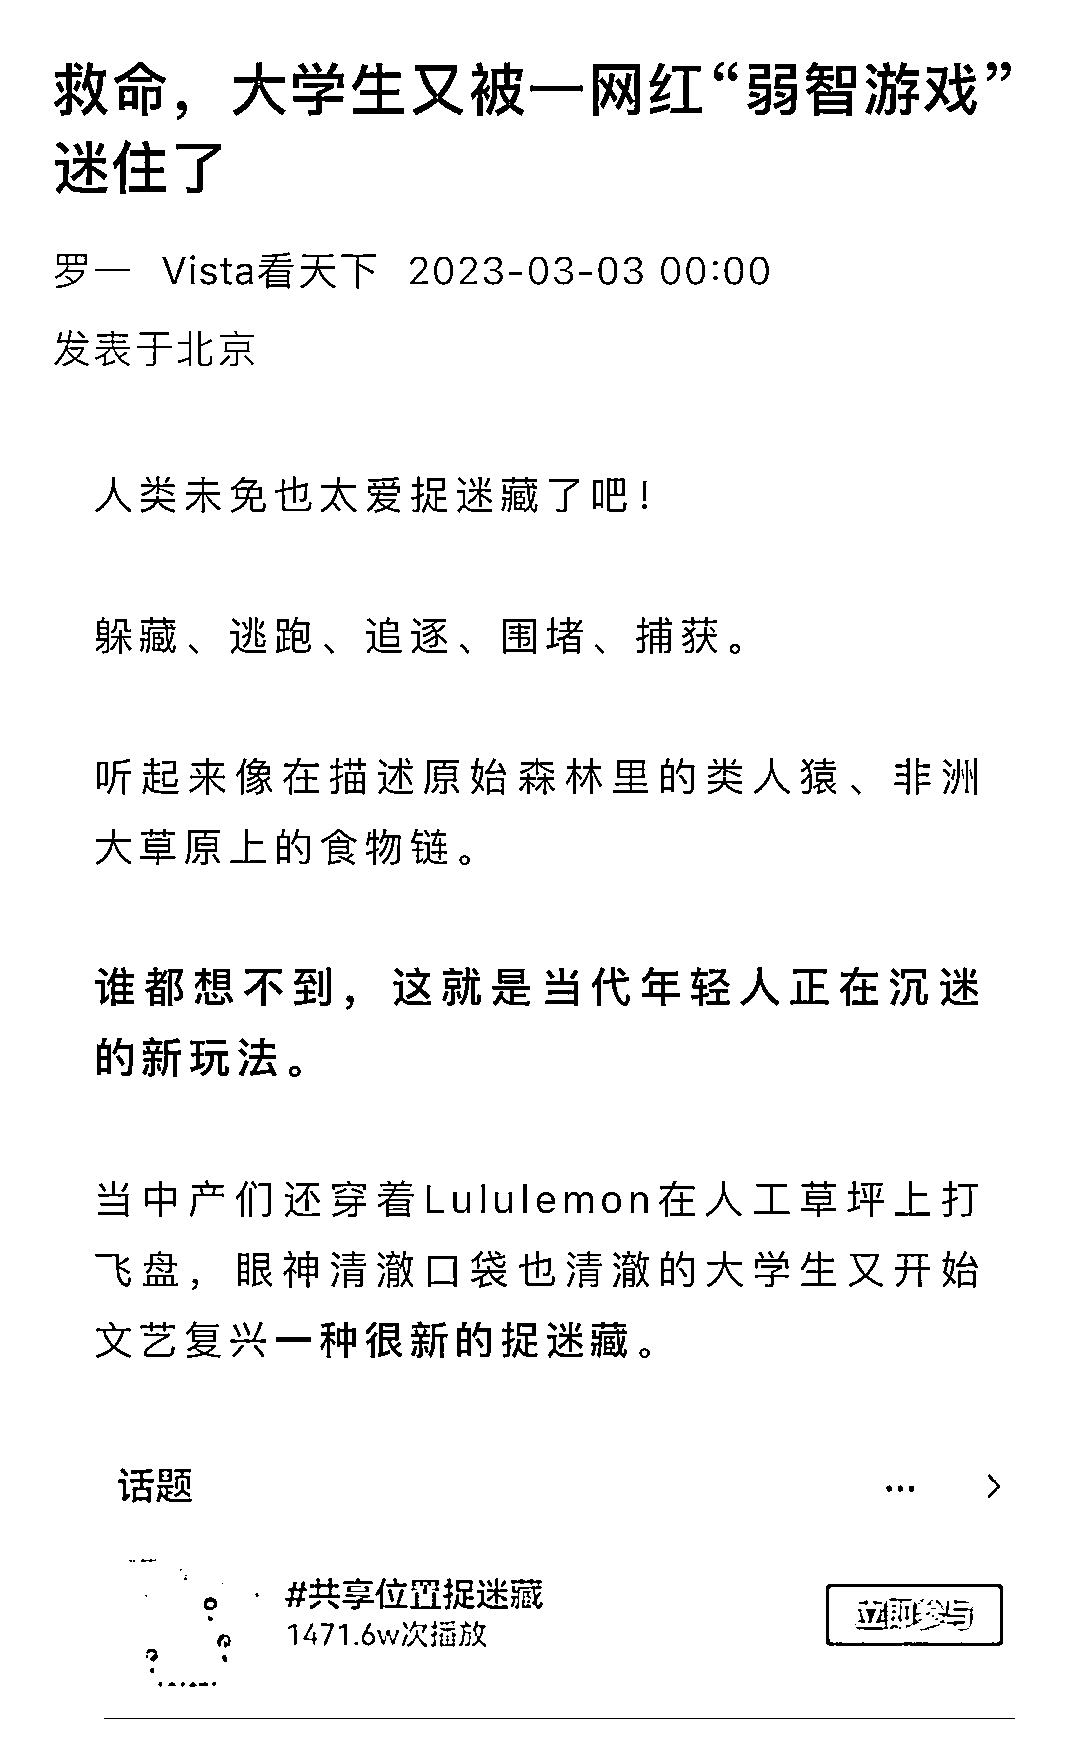 救命，大学生又被一网红“弱智游戏”
迷住了
罗一 Vista看天下 2023-03-03 00:00
发表于北京
人类未免也太爱捉迷藏了吧！
躲藏、逃跑、追逐、围堵、捕获。
听起来像在描述原始森林里的类人猿、非洲
大草原上的食物链。
谁都想不到，这就是当代年轻人正在沉迷
的新玩法。
当中产们还穿着Lululemon在人工草坪上打
飞盘，眼神清澈口袋也清澈的大学生又开始
文艺复兴一种很新的捉迷藏。
话题 ... >
#共享位置捉迷藏
1471.6w次播放
立即参与